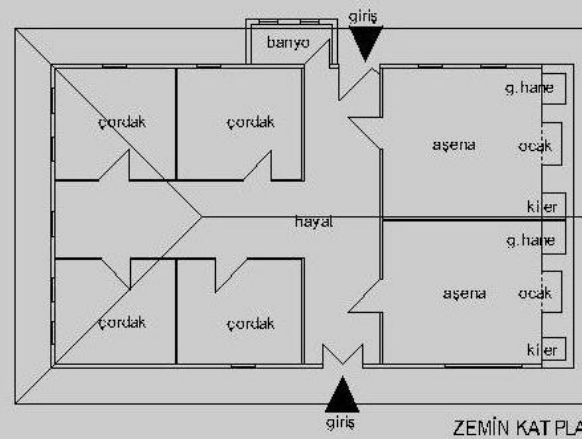 giriş
banyo
g.hane
çordak
çordak
aşena
ocak
kiler
hayat
g.hane
aşena
ocak
çordak
çordak
kiler
giriş
ZEMİN KAT PLA